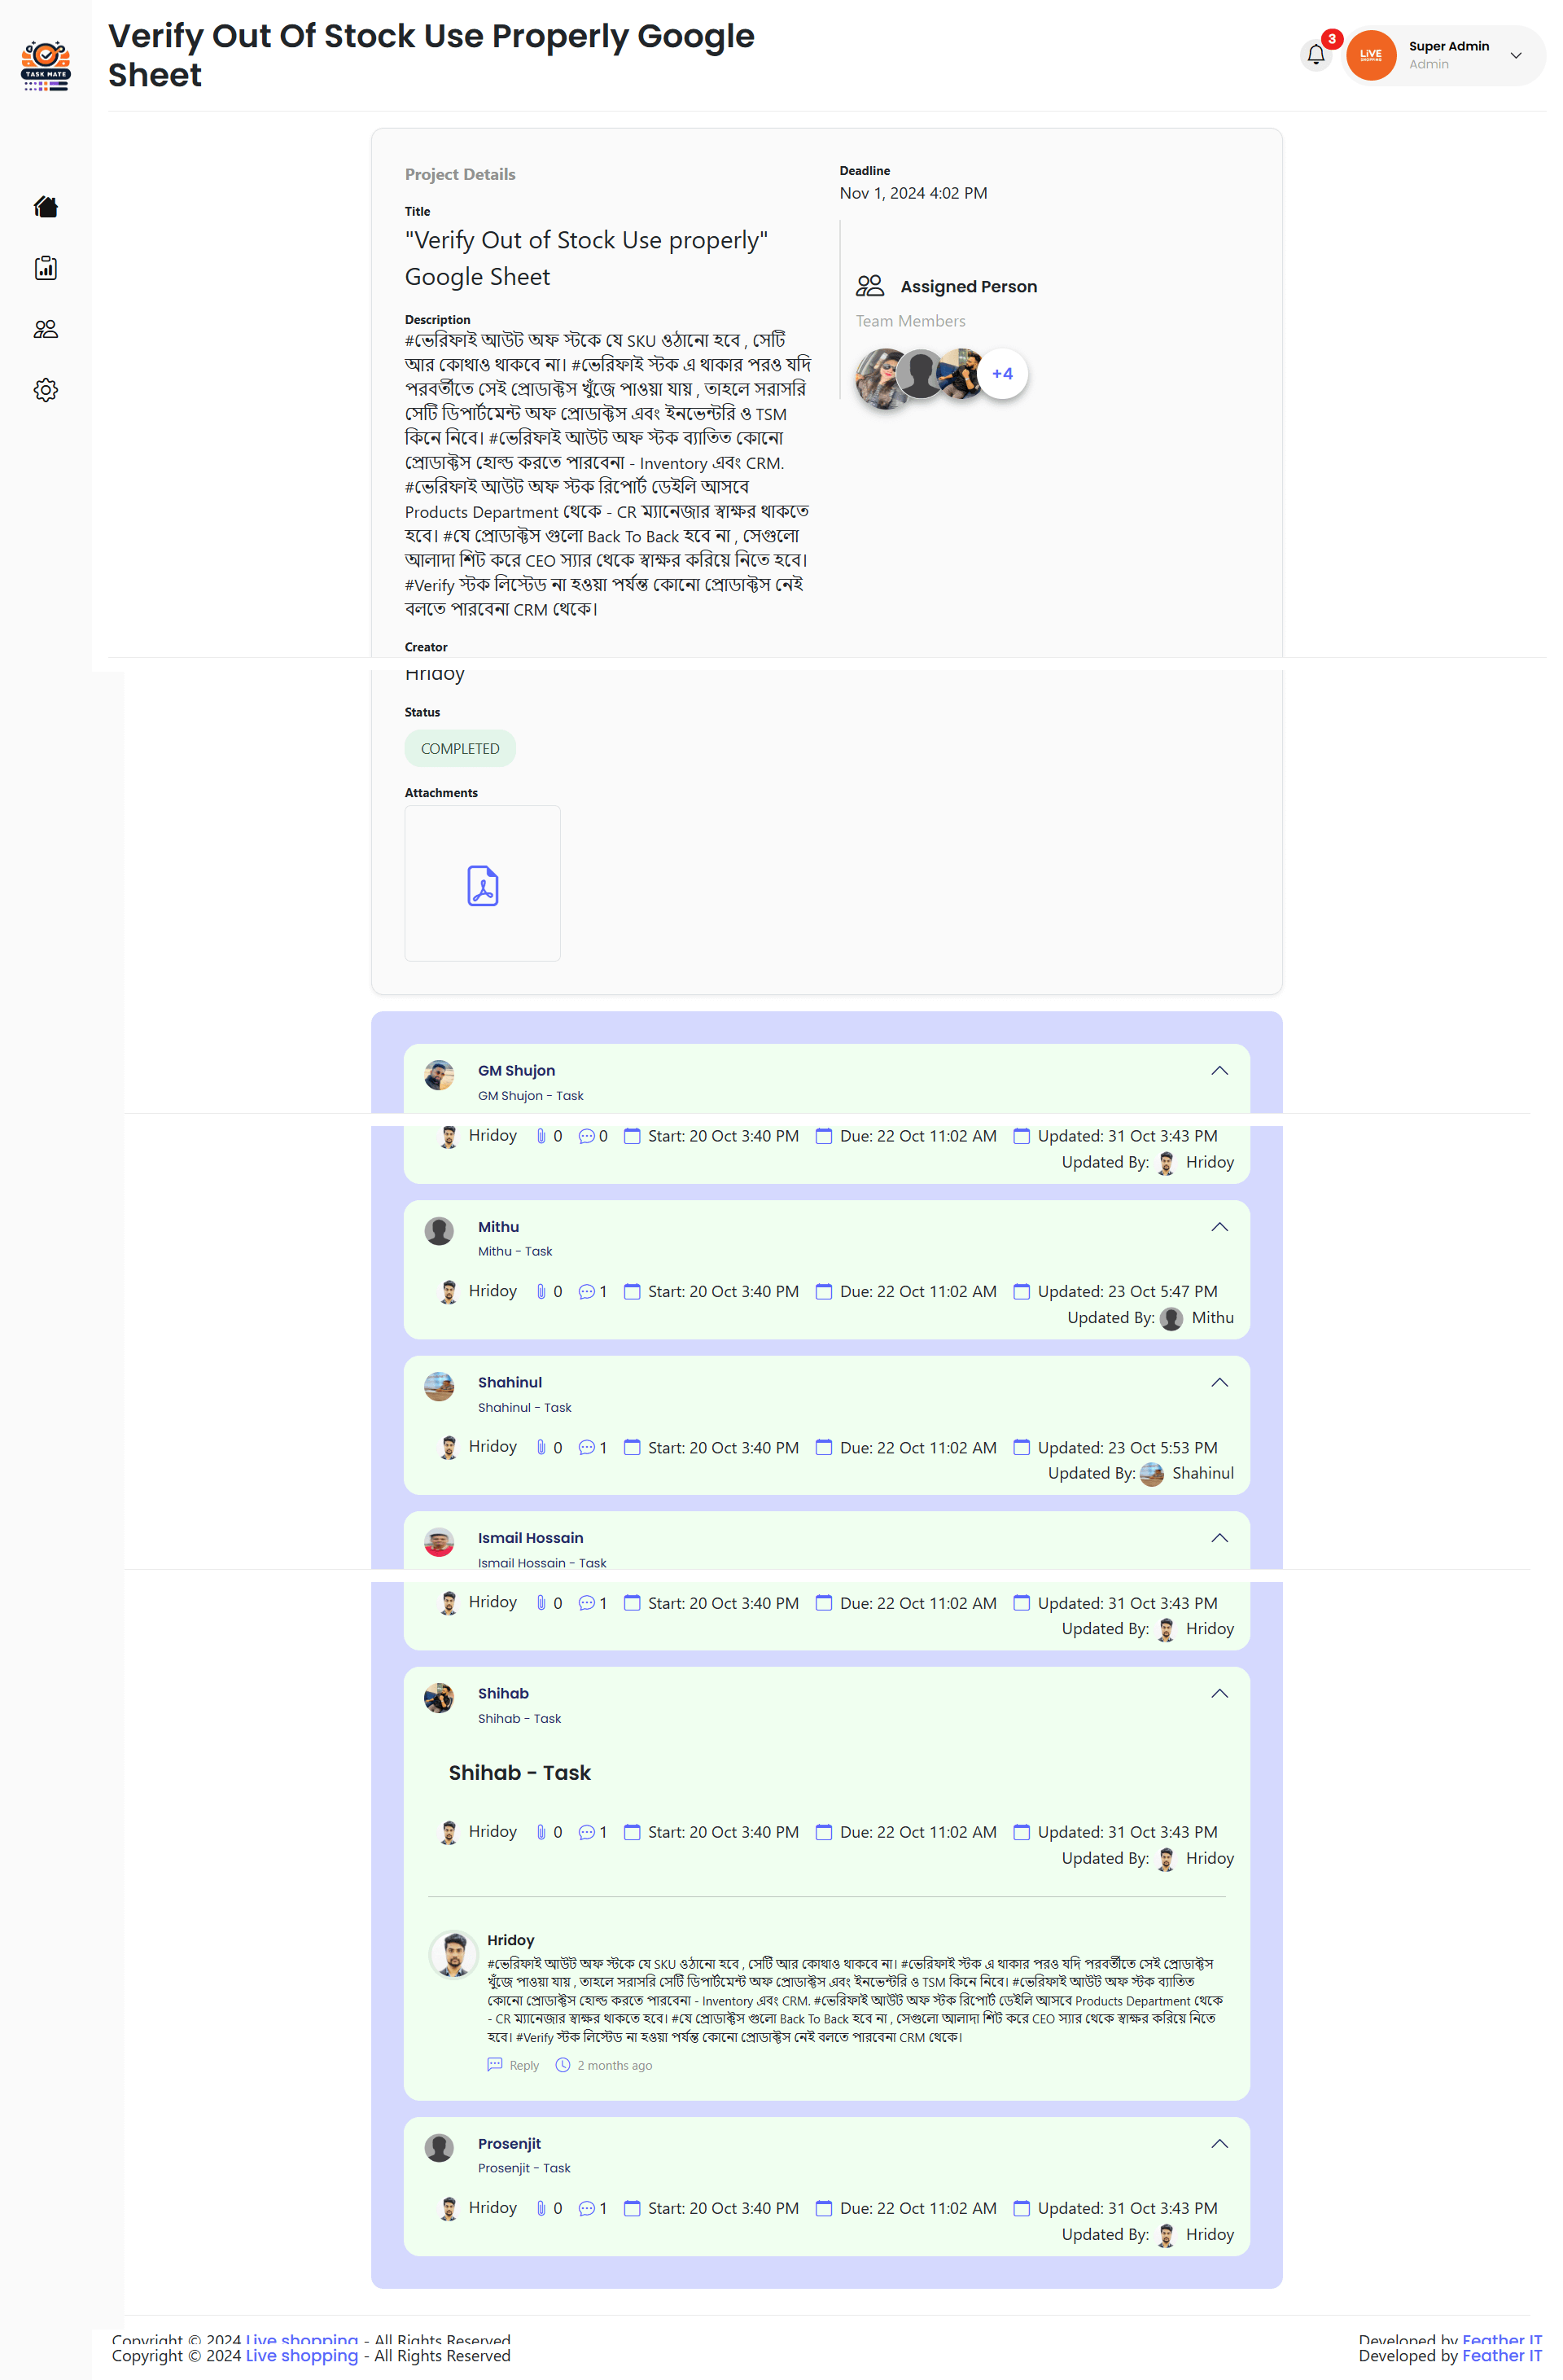 Verify Out Of Stock Use Properly Google
Sheet
TASK MATE
3
LIVE
SHOPPING
Super Admin
Admin
Project Details
Title
"Verify Out of Stock Use properly"
Google Sheet
Description
#ভেরিফাই আউট অফ স্টকে যে SKU ওঠানো হবে , সেটি
আর কোথাও থাকবে না। #ভেরিফাই স্টক এ থাকার পরও যদি
পরবর্তীতে সেই প্রোডাক্টস খুঁজে পাওয়া যায় , তাহলে সরাসরি
সেটি ডিপার্টমেন্ট অফ প্রোডাক্টস এবং ইনভেন্টরি ও TSM
কিনে নিবে। #ভেরিফাই আউট অফ স্টক ব্যাতিত কোনো
প্রোডাক্টস হোল্ড করতে পারবেনা - Inventory এবং CRM.
#ভেরিফাই আউট অফ স্টক রিপোর্ট ডেইলি আসবে
Products Department থেকে - CR ম্যানেজার স্বাক্ষর থাকতে
হবে। #যে প্রোডাক্টস গুলো Back To Back হবে না , সেগুলো
আলাদা শিট করে CEO স্যার থেকে স্বাক্ষর করিয়ে নিতে হবে।
#Verify স্টক লিস্টেড না হওয়া পর্যন্ত কোনো প্রোডাক্টস নেই
বলতে পারবেনা CRM থেকে।
Creator
Hridoy
Status
COMPLETED
Attachments
Deadline
Nov 1, 2024 4:02 PM
Assigned Person
Team Members
+4
GM Shujon
GM Shujon - Task
Hridoy 0 0 Start: 20 Oct 3:40 PM Due: 22 Oct 11:02 AM Updated: 31 Oct 3:43 PM
Updated By: Hridoy
Mithu
Mithu - Task
Hridoy 0 1 Start: 20 Oct 3:40 PM Due: 22 Oct 11:02 AM Updated: 23 Oct 5:47 PM
Updated By: Mithu
Shahinul
Shahinul - Task
Hridoy 0 1 Start: 20 Oct 3:40 PM Due: 22 Oct 11:02 AM Updated: 23 Oct 5:53 PM
Updated By: Shahinul
Ismail Hossain
Ismail Hossain - Task
Hridoy 0 1 Start: 20 Oct 3:40 PM Due: 22 Oct 11:02 AM Updated: 31 Oct 3:43 PM
Updated By: Hridoy
Shihab
Shihab - Task
Shihab - Task
Hridoy 0 1 Start: 20 Oct 3:40 PM Due: 22 Oct 11:02 AM Updated: 31 Oct 3:43 PM
Updated By: Hridoy
Hridoy
#ভেরিফাই আউট অফ স্টকে যে SKU ওঠানো হবে , সেটি আর কোথাও থাকবে না। #ভেরিফাই স্টক এ থাকার পরও যদি পরবর্তীতে সেই প্রোডাক্টস
খুঁজে পাওয়া যায় , তাহলে সরাসরি সেটি ডিপার্টমেন্ট অফ প্রোডাক্টস এবং ইনভেন্টরি ও TSM কিনে নিবে। #ভেরিফাই আউট অফ স্টক ব্যাতিত
কোনো প্রোডাক্টস হোল্ড করতে পারবেনা - Inventory এবং CRM. #ভেরিফাই আউট অফ স্টক রিপোর্ট ডেইলি আসবে Products Department থেকে
- CR ম্যানেজার স্বাক্ষর থাকতে হবে। #যে প্রোডাক্টস গুলো Back To Back হবে না , সেগুলো আলাদা শিট করে CEO স্যার থেকে স্বাক্ষর করিয়ে নিতে
হবে। #Verify স্টক লিস্টেড না হওয়া পর্যন্ত কোনো প্রোডাক্টস নেই বলতে পারবেনা CRM থেকে।
Reply 2 months ago
Prosenjit
Prosenjit - Task
Hridoy 0 1 Start: 20 Oct 3:40 PM Due: 22 Oct 11:02 AM Updated: 31 Oct 3:43 PM
Updated By: Hridoy
Copyright © 2024 Live shopping - All Rights Reserved Developed by Feather IT
Copyright © 2024 Live shopping - All Rights Reserved Developed by Feather IT